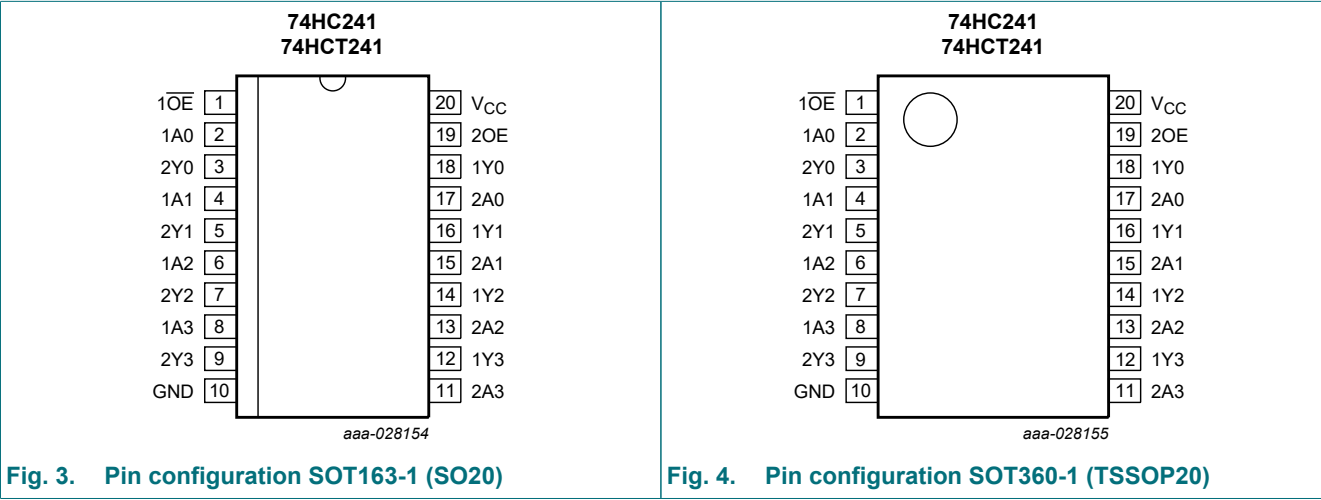 74HC241
74HCT241
1O̅E̅ 1
1A0 2
2Y0 3
1A1 4
2Y1 5
1A2 6
2Y2 7
1A3 8
2Y3 9
GND 10
20 VCC
19 2OE
18 1Y0
17 2A0
16 1Y1
15 2A1
14 1Y2
13 2A2
12 1Y3
11 2A3
aaa-028154
Fig. 3. Pin configuration SOT163-1 (SO20)
74HC241
74HCT241
1O̅E̅ 1
1A0 2
2Y0 3
1A1 4
2Y1 5
1A2 6
2Y2 7
1A3 8
2Y3 9
GND 10
20 VCC
19 2OE
18 1Y0
17 2A0
16 1Y1
15 2A1
14 1Y2
13 2A2
12 1Y3
11 2A3
aaa-028155
Fig. 4. Pin configuration SOT360-1 (TSSOP20)